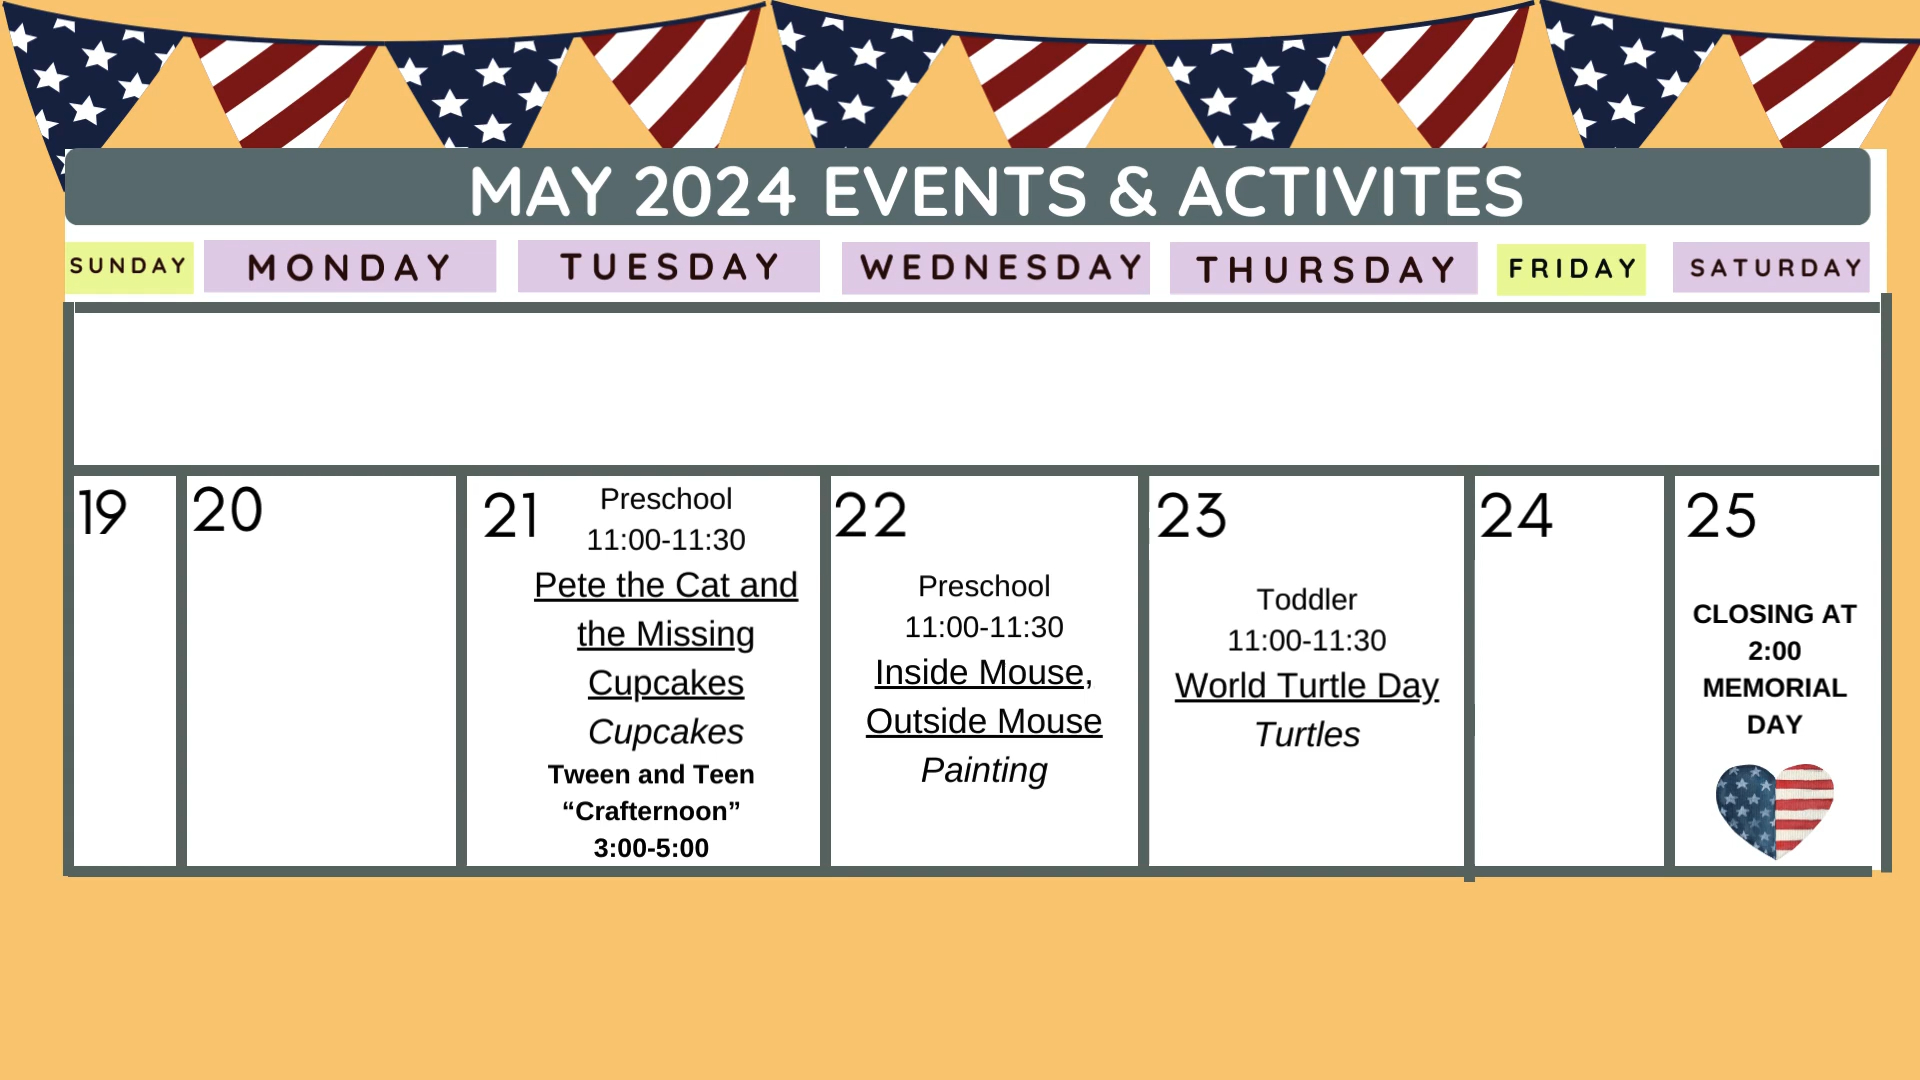 MAY 2024 EVENTS & ACTIVITES
SUNDAY MONDAY TUESDAY WEDNESDAY THURSDAY FRIDAY SATURDAY
19
20
21
Preschool
11:00-11:30
Pete the Cat and
the Missing
Cupcakes
Cupcakes
Tween and Teen
“Crafternoon”
3:00-5:00
22
Preschool
11:00-11:30
Inside Mouse,
Outside Mouse
Painting
23
Toddler
11:00-11:30
World Turtle Day
Turtles
24
25
CLOSING AT
2:00
MEMORIAL
DAY